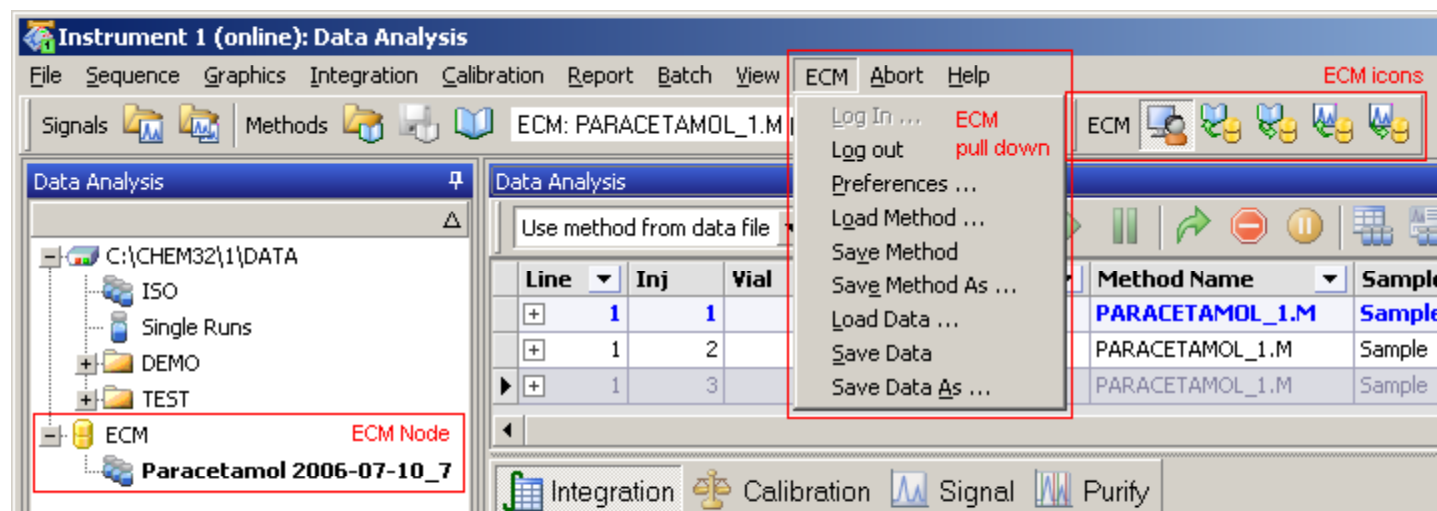 Instrument 1 (online): Data Analysis
File Sequence Graphics Integration Calibration Report Batch View ECM Abort Help ECM icons
Signals Methods ECM: PARACETAMOL_1.M ECM
Log In ... ECM
Log out pull down
Preferences ...
Load Method ...
Save Method
Save Method As ...
Load Data ...
Save Data
Save Data As ...
Data Analysis
C:\CHEM32\1\DATA
ISO
Single Runs
DEMO
TEST
ECM ECM Node
Paracetamol 2006-07-10_7
Data Analysis
Use method from data file
Line Inj Vial Method Name Sample
1 1 PARACETAMOL_1.M Sample
1 2 PARACETAMOL_1.M Sample
1 3 PARACETAMOL_1.M Sample
Integration Calibration Signal Purify